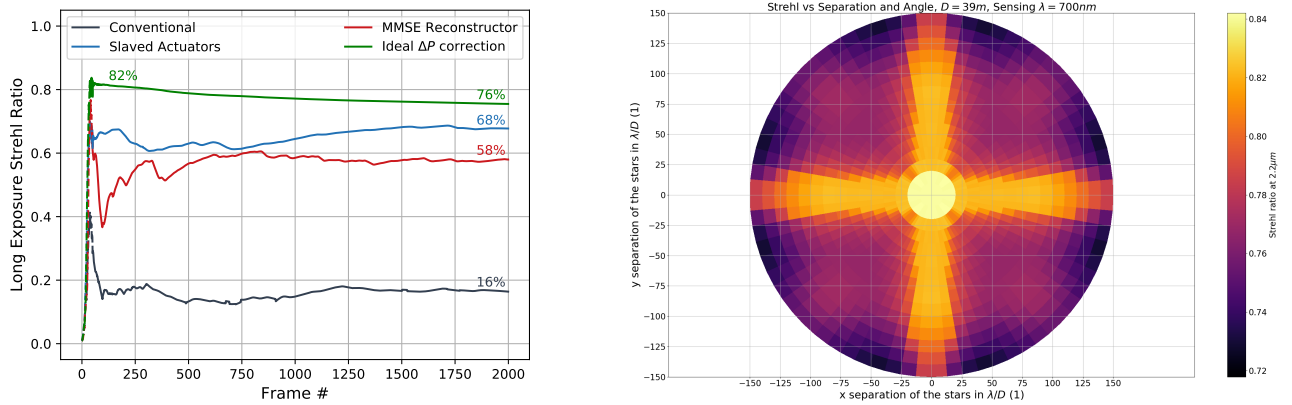 Conventional
Slaved Actuators
MMSE Reconstructor
Ideal ΔP correction
82%
76%
68%
58%
16%
Long Exposure Strehl Ratio
1.0
0.8
0.6
0.4
0.2
0.0
0 250 500 750 1000 1250 1500 1750 2000
Frame #
Strehl vs Separation and Angle, D = 39m, Sensing λ = 700nm
y separation of the stars in λ/D (1)
150
125
100
75
50
25
0
−25
−50
−75
−100
−125
−150
−150 −125 −100 −75 −50 −25 0 25 50 75 100 125 150
x separation of the stars in λ/D (1)
0.84
0.82
0.80
0.78
0.76
0.74
0.72
Strehl ratio at 2.2μm